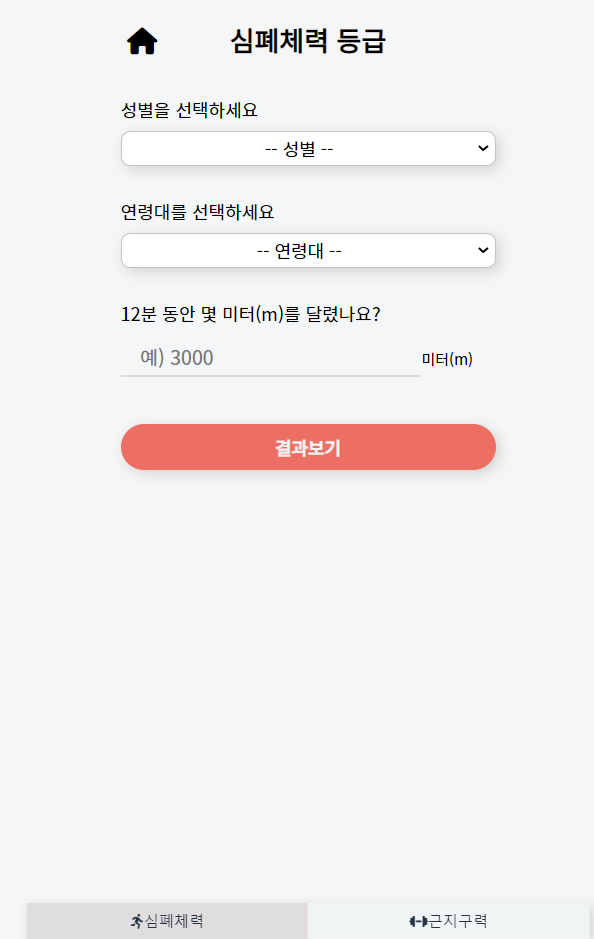 심폐체력 등급
성별을 선택하세요
-- 성별 --
연령대를 선택하세요
-- 연령대 --
12분 동안 몇 미터(m)를 달렸나요?
예) 3000 미터(m)
결과보기
심폐체력 근지구력